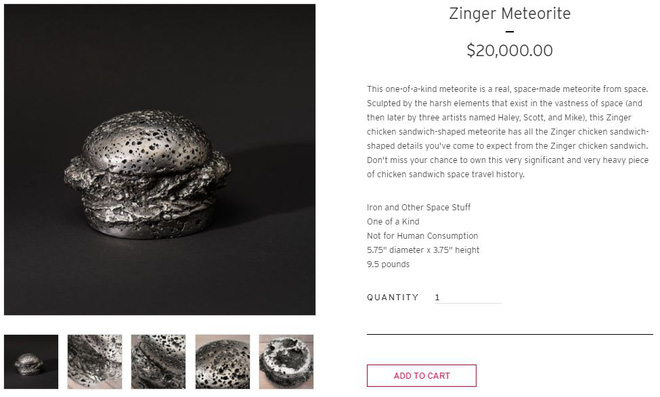 Zinger Meteorite
$20,000.00
This one-of-a-kind meteorite is a real, space-made meteorite from space.
Sculpted by the harsh elements that exist in the vastness of space (and
then later by three artists named Haley, Scott, and Mike), this Zinger
chicken sandwich-shaped meteorite has all the Zinger chicken sandwich-
shaped details you've come to expect from the Zinger chicken sandwich.
Don't miss your chance to own this very significant and very heavy piece
of chicken sandwich space travel history.
Iron and Other Space Stuff
One of a Kind
Not for Human Consumption
5.75" diameter x 3.75" height
9.5 pounds
QUANTITY 1
ADD TO CART